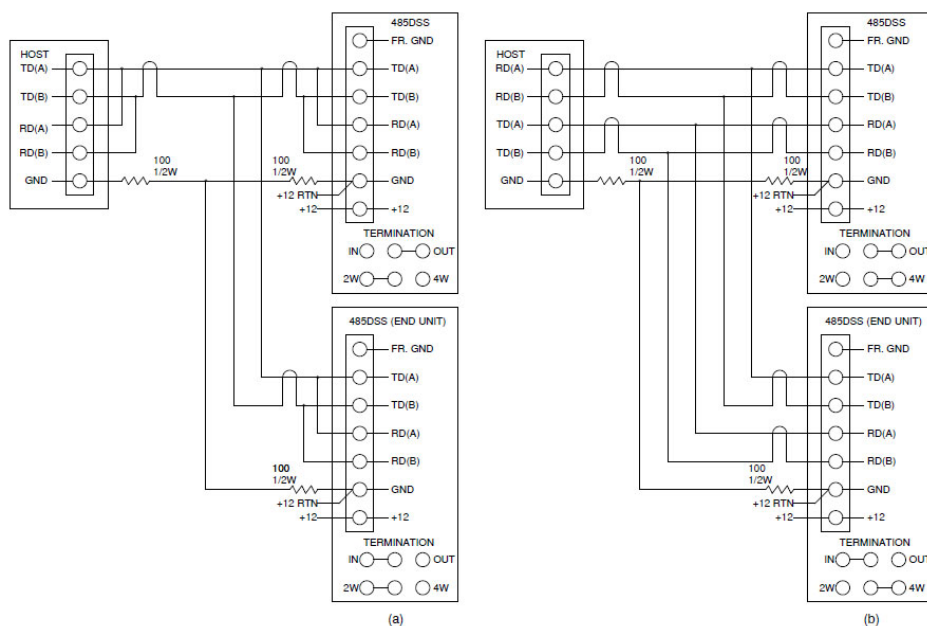 485DSS
HOST
FR. GND
TD(A)
TD(A)
TD(B)
TD(B)
RD(A)
RD(A)
RD(B)
RD(B)
100
1/2W
100
1/2W
GND
GND
+12 RTN
+12
+12
TERMINATION
IN
OUT
2W
4W
485DSS (END UNIT)
FR. GND
TD(A)
TD(B)
RD(A)
RD(B)
100
1/2W
GND
+12 RTN
+12
+12
TERMINATION
IN
OUT
2W
4W
(a)
485DSS
HOST
FR. GND
RD(A)
TD(A)
RD(B)
TD(B)
TD(A)
RD(A)
TD(B)
RD(B)
100
1/2W
100
1/2W
GND
GND
+12 RTN
+12
+12
TERMINATION
IN
OUT
2W
4W
485DSS (END UNIT)
FR. GND
TD(A)
TD(B)
RD(A)
RD(B)
100
1/2W
GND
+12 RTN
+12
+12
TERMINATION
IN
OUT
2W
4W
(b)